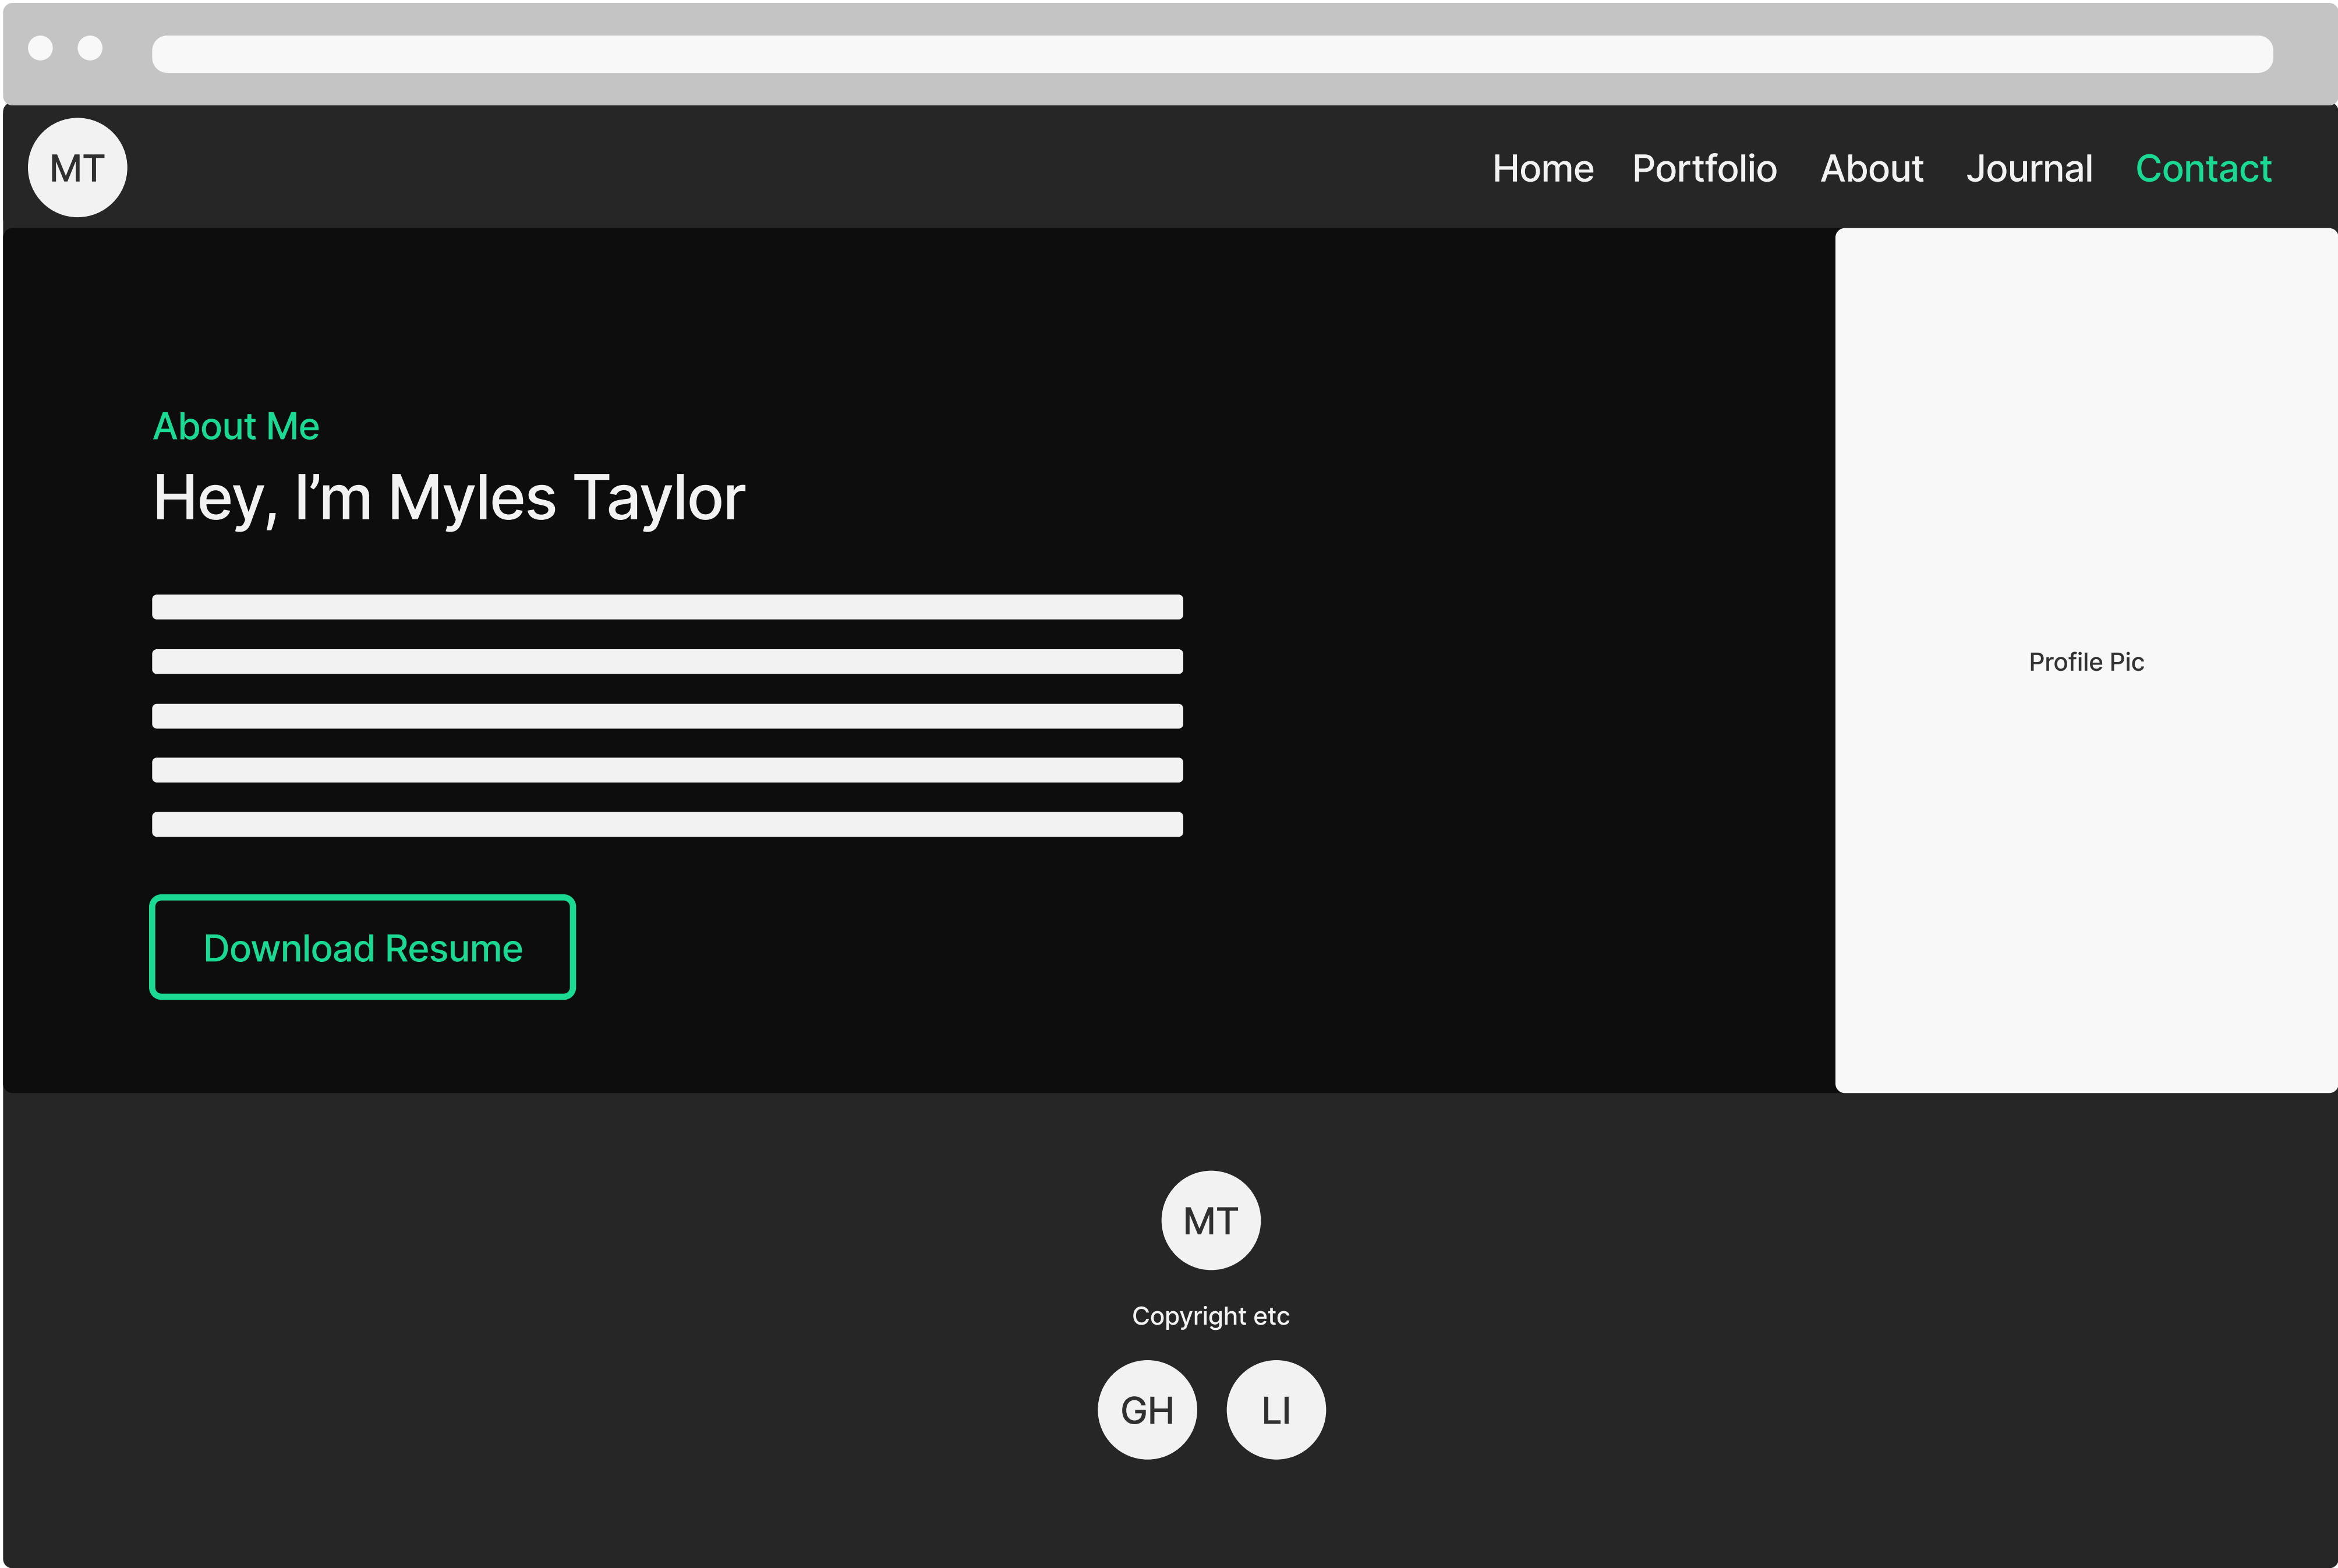 MT
Home Portfolio About Journal Contact
About Me
Hey, I’m Myles Taylor
Download Resume
Profile Pic
MT
Copyright etc
GH LI